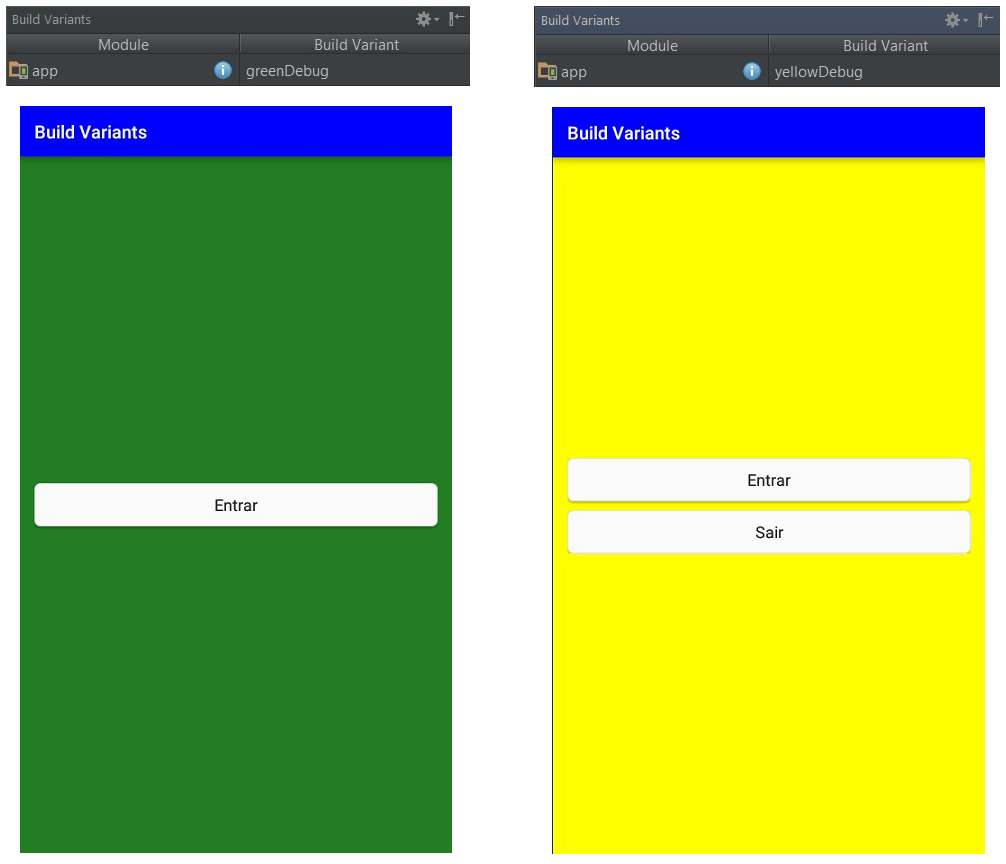 Build Variants
Module Build Variant
app greenDebug
Build Variants
Entrar
Build Variants
Module Build Variant
app yellowDebug
Build Variants
Entrar
Sair